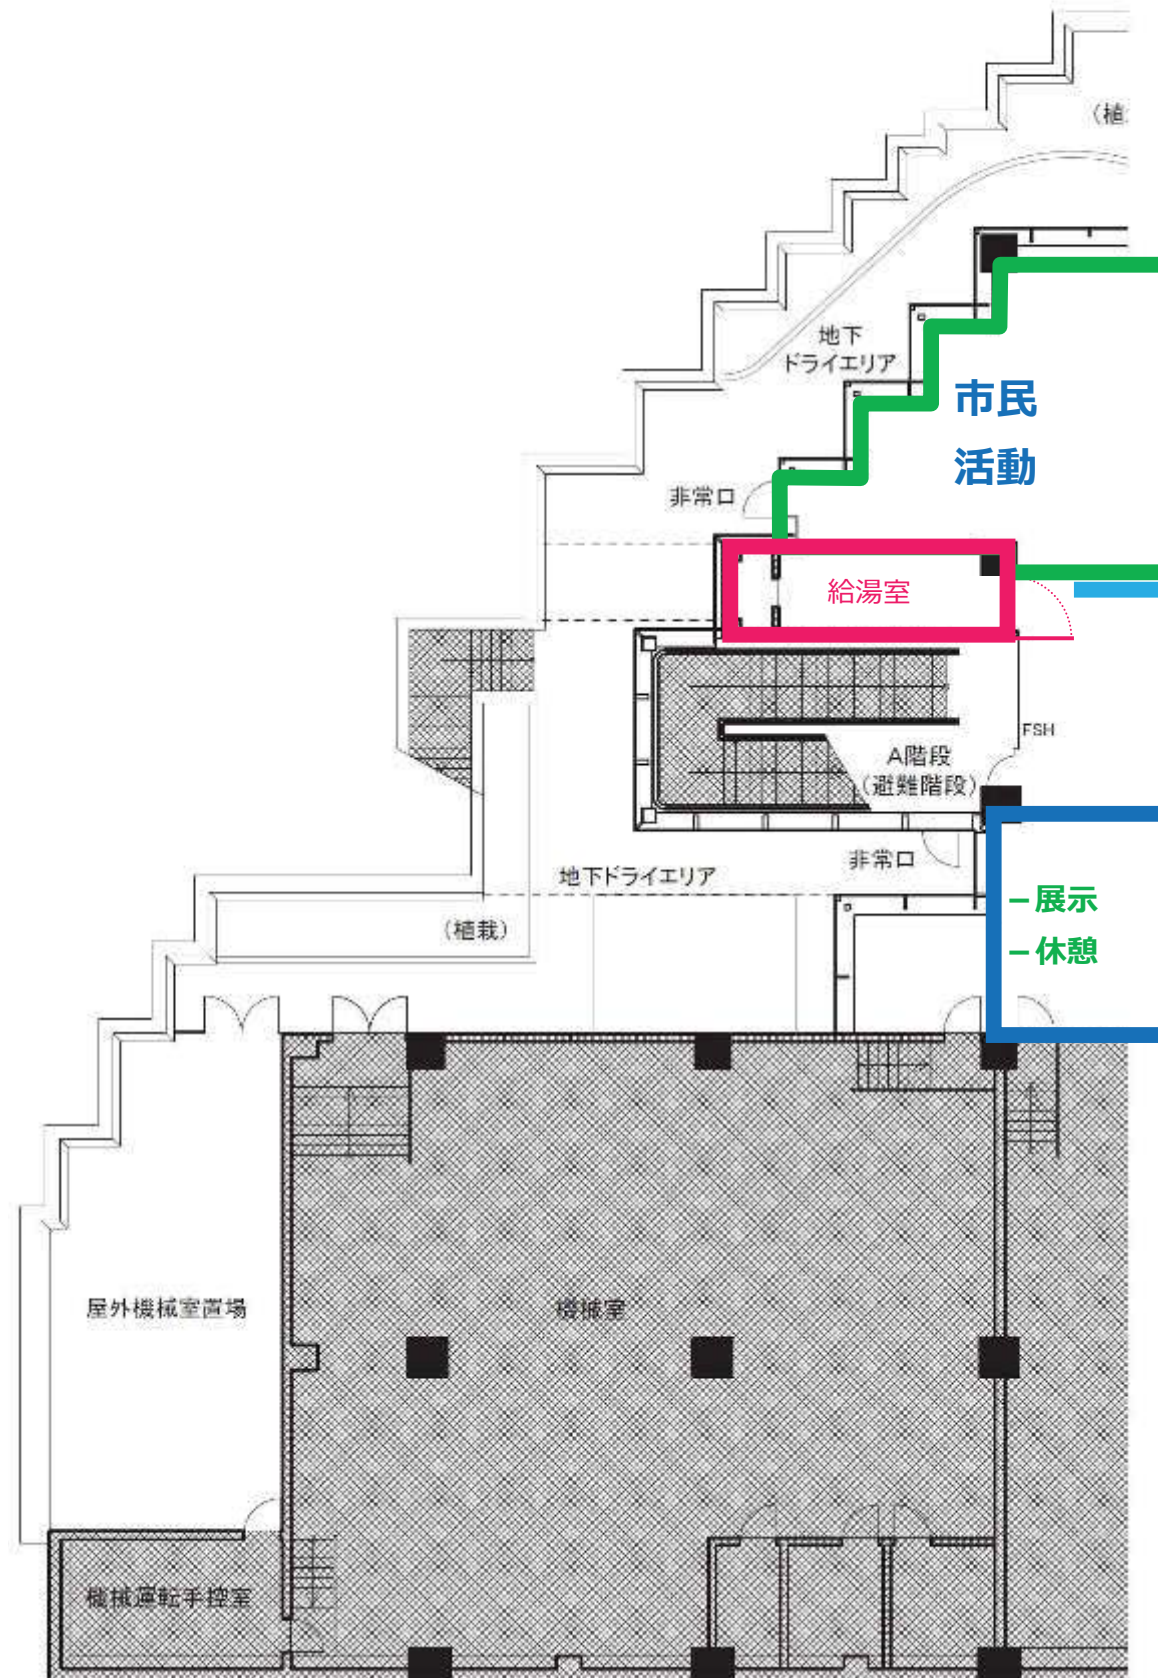 (植
地下
ドライエリア
市民
活動
非常口
給湯室
FSH
A階段
(避難階段)
非常口
地下ドライエリア
(植栽)
－展示
－休憩
屋外機械室置場
機械室
機械運転手控室